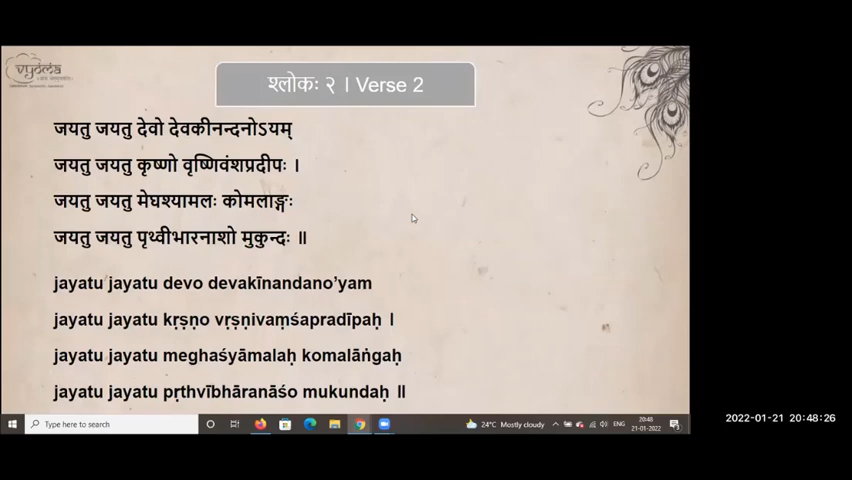 vyoma
श्लोकः २ । Verse 2
जयतु जयतु देवो देवकीनन्दनोऽयम्
जयतु जयतु कृष्णो वृष्णिवंशप्रदीपः ।
जयतु जयतु मेघश्यामलः कोमलाङ्गः
जयतु जयतु पृथ्वीभारनाशो मुकुन्दः ॥
jayatu jayatu devo devakīnandano’yam
jayatu jayatu kṛṣṇo vṛṣṇivaṃśapradīpaḥ ।
jayatu jayatu meghaśyāmalaḥ komalāṅgaḥ
jayatu jayatu pṛthvībhāranāśo mukundaḥ ॥
Type here to search
24°C Mostly cloudy
ENG
20:48
21-01-2022
3
2022-01-21 20:48:26